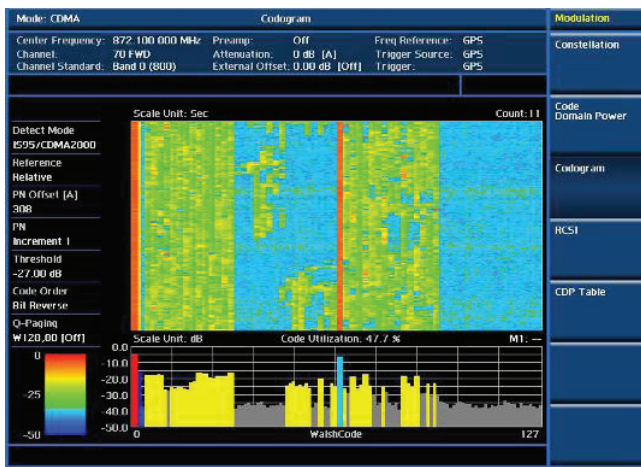 Mode: CDMA
Codogram
Modulation
Center Frequency: 872.100 000 MHz
Preamp: Off
Freq Reference: GPS
Channel: 70 FWD
Attenuation: 0 dB [A]
Trigger Source: GPS
Channel Standard: Band 0 (800)
External Offset: 0.00 dB [Off]
Trigger: GPS
Constellation
Code
Domain Power
Codogram
RCSI
CDP Table
Scale Unit: Sec
Count: 11
Detect Mode
IS95/CDMA2000
Reference
Relative
PN Offset [A]
308
PN
Increment 1
Threshold
-27.00 dB
Code Order
Bit Reverse
Q-Paging
W128,00 [Off]
Scale Unit: dB
Code Utilization: 47.7 %
M1: --
0
-25
-50
0.0
-10.0
-20.0
-30.0
-40.0
-50.0
0
WalshCode
127